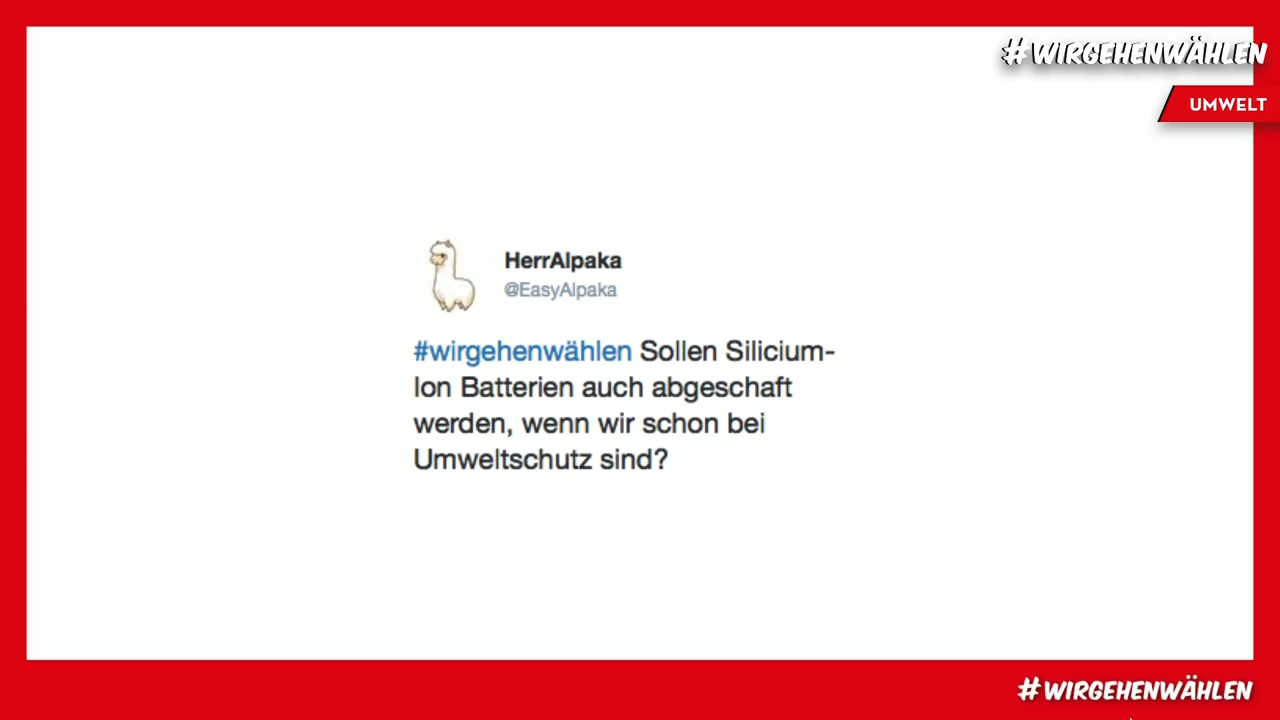 #WIRGEHENWÄHLEN
UMWELT
HerrAlpaka
@EasyAlpaka
#wirgehenwählen Sollen Silicium-
Ion Batterien auch abgeschaft
werden, wenn wir schon bei
Umweltschutz sind?
#WIRGEHENWÄHLEN